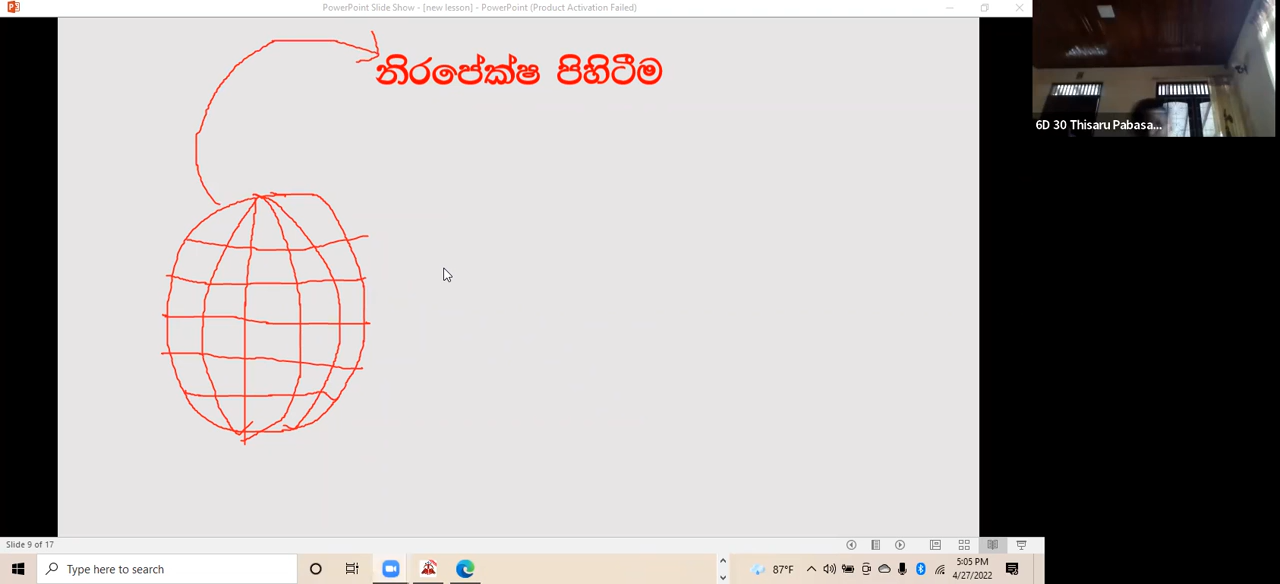 PowerPoint Slide Show - [new lesson] - PowerPoint (Product Activation Failed)
නිරපේක්ෂ පිහිටීම
6D 30 Thisaru Pabasa...
Slide 9 of 17
Type here to search
87°F
5:05 PM
4/27/2022